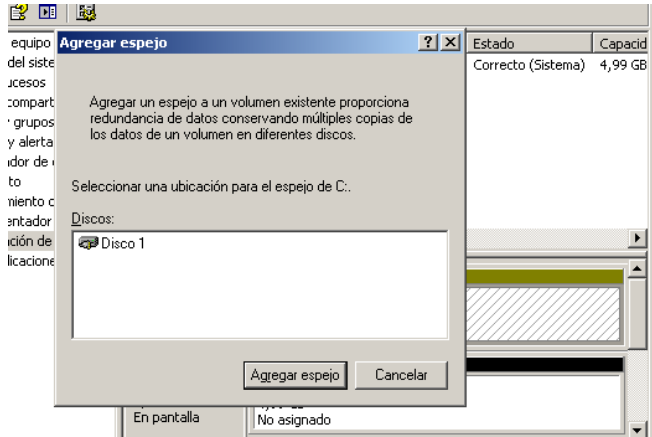 equipo
Agregar espejo
Estado
Capacid
del siste
Correcto (Sistema)
4,99 GB
ucesos
compart
Agregar un espejo a un volumen existente proporciona
grupos
redundancia de datos conservando múltiples copias de
y alerta
los datos de un volumen en diferentes discos.
ador de
to
Seleccionar una ubicación para el espejo de C:.
miento
entador
Discos:
ación de
Disco 1
licacione
Agregar espejo
Cancelar
En pantalla
No asignado